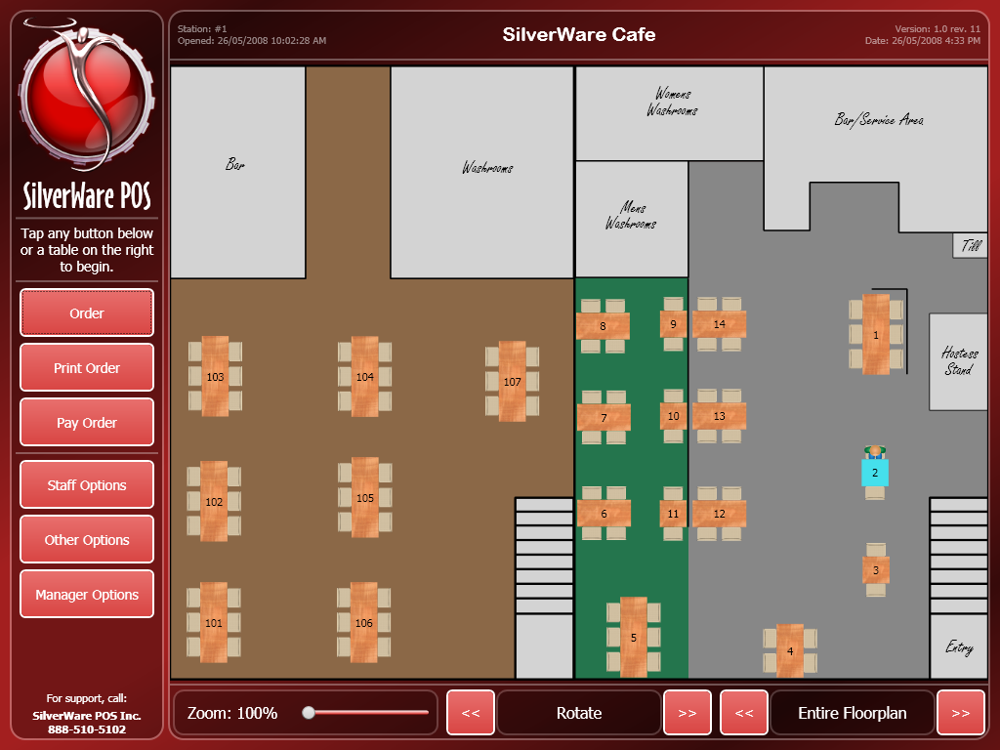 SilverWare POS
Tap any button below
or a table on the right
to begin.
Order
Print Order
Pay Order
Staff Options
Other Options
Manager Options
For support, call:
SilverWare POS Inc.
888-510-5102
Station: #1
Opened: 26/05/2008 10:02:28 AM
SilverWare Cafe
Version: 1.0 rev. 11
Date: 26/05/2008 4:33 PM
Bar
Washrooms
Womens
Washrooms
Bar/Service Area
Mens
Washrooms
Till
Hostess
Stand
8
9
14
1
103
104
107
7
10
13
2
102
105
6
11
12
3
101
106
5
4
Entry
Zoom: 100%
<<
Rotate
>>
<<
Entire Floorplan
>>